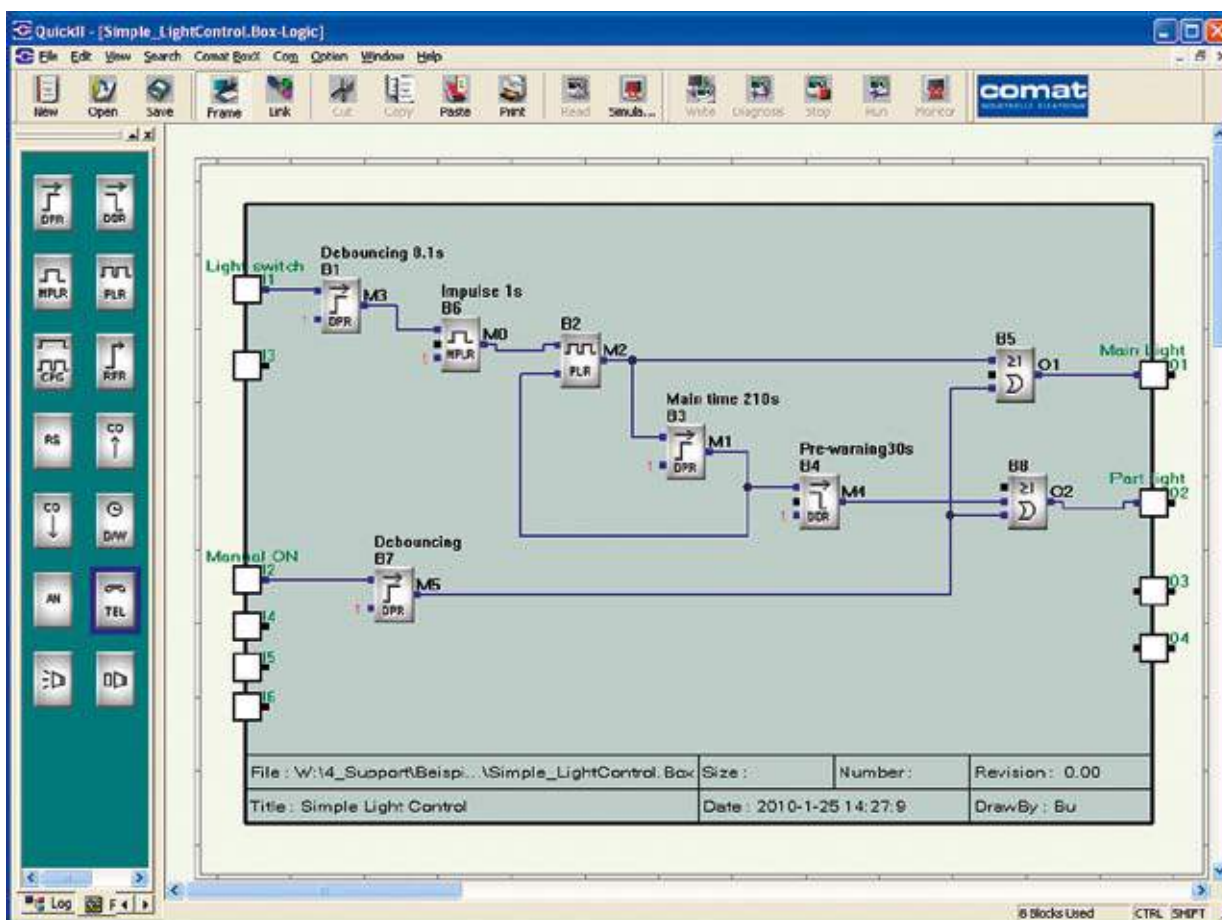 QuickII - [Simple_LightControl.Box-Logic]
File Edit View Search Comat BoxX Com Option Window Help
New Open Save Frame Link Cut Copy Paste Print Read Simula... Write Diagnosis Stop Run Monitor
comat
INDUSTRIELLE ELEKTRONIK
DPR DDR
MPLR PLR
CPG RPR
RS CO
CO D/W
AN TEL
Light switch
I1
Debouncing 0.1s
B1
DPR
M3
Impulse 1s
B6
MPLR
M0
B2
PLR
M2
I3
B5
≥1
O1
Main Light
O1
Main time 210s
B3
DPR
M1
Pre-warning30s
B4
DDR
M4
B8
≥1
O2
Part light
O2
Manual ON
I2
Debouncing
B7
DPR
M5
I4
I5
I6
O3
O4
File : W:\4_Support\Beispi...\Simple_LightControl.Box Size : Number : Revision : 0.00
Title : Simple Light Control Date : 2010-1-25 14:27:9 DrawBy : Bu
Log F
8 Blocks Used CTRL SHIFT